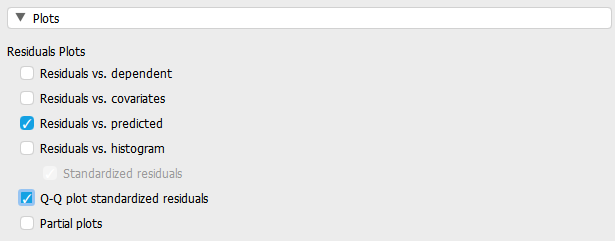 Plots
Residuals Plots
Residuals vs. dependent
Residuals vs. covariates
Residuals vs. predicted
Residuals vs. histogram
Standardized residuals
Q-Q plot standardized residuals
Partial plots